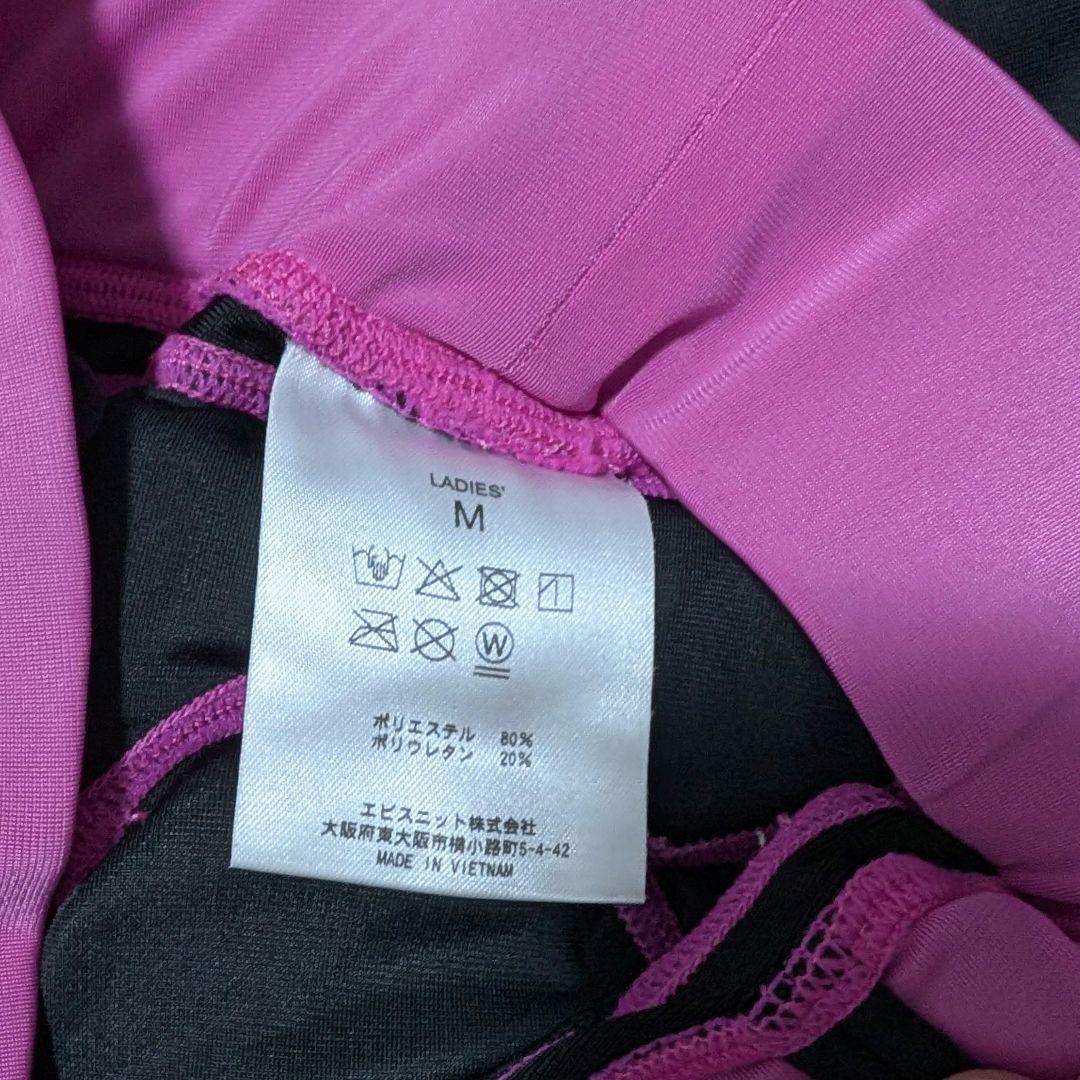 LADIES'
M
W
ポリエステル 80%
ポリウレタン 20%
エビスニット株式会社
大阪府東大阪市横小路町5-4-42
MADE IN VIETNAM